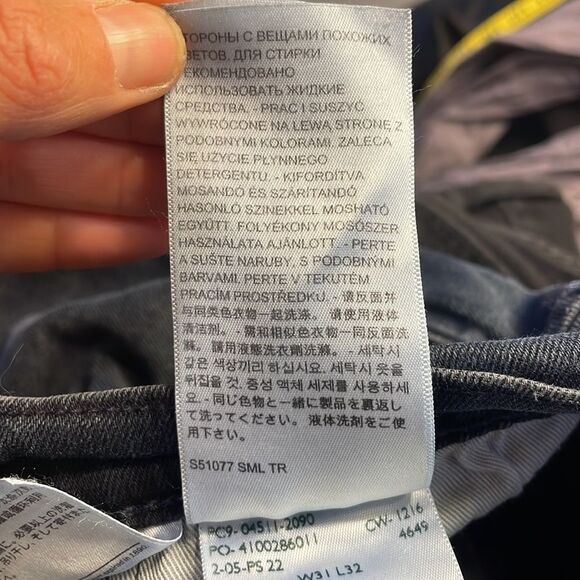 СТОРОНЫ С ВЕЩАМИ ПОХОЖИХ
ЦВЕТОВ. ДЛЯ СТИРКИ
РЕКОМЕНДОВАНО
ИСПОЛЬЗОВАТЬ ЖИДКИЕ
СРЕДСТВА. - PRAC I SUSZYĆ
WYWRÓCONE NA LEWĄ STRONĘ Z
PODOBNYMI KOLORAMI. ZALECA
SIĘ UŻYCIE PŁYNNEGO
DETERGENTU. - KIFORDÍTVA
MOSANDÓ ÉS SZÁRÍTANDÓ
HASONLÓ SZINEKKEL MOSHATÓ
EGYÜTT. FOLYÉKONY MOSÓSZER
HASZNÁLATA AJÁNLOTT. - PERTE
A SUŠTE NARUBY, S PODOBNÝMI
BARVAMI. PERTE V TEKUTÉM
PRACÍM PROSTŘEDKU. - 请反面并
与同类色衣物一起洗涤。请使用液体
清洁剂。- 需和相似色衣物一同反面洗
滌。請用液態洗衣劑洗滌. - 세탁 시
같은 색상끼리 하십시오. 세탁시 옷을
뒤집을 것. 중성 액체 세제를 사용하세
요. - 同じ色物と一緒に製品を裏返し
て洗ってください。液体洗剤をご使
用下さい。
S51077 SML TR
PC9-04511-2090
CW-1216
PO-4100286011
4649
2-05-PS 22
W31 L32